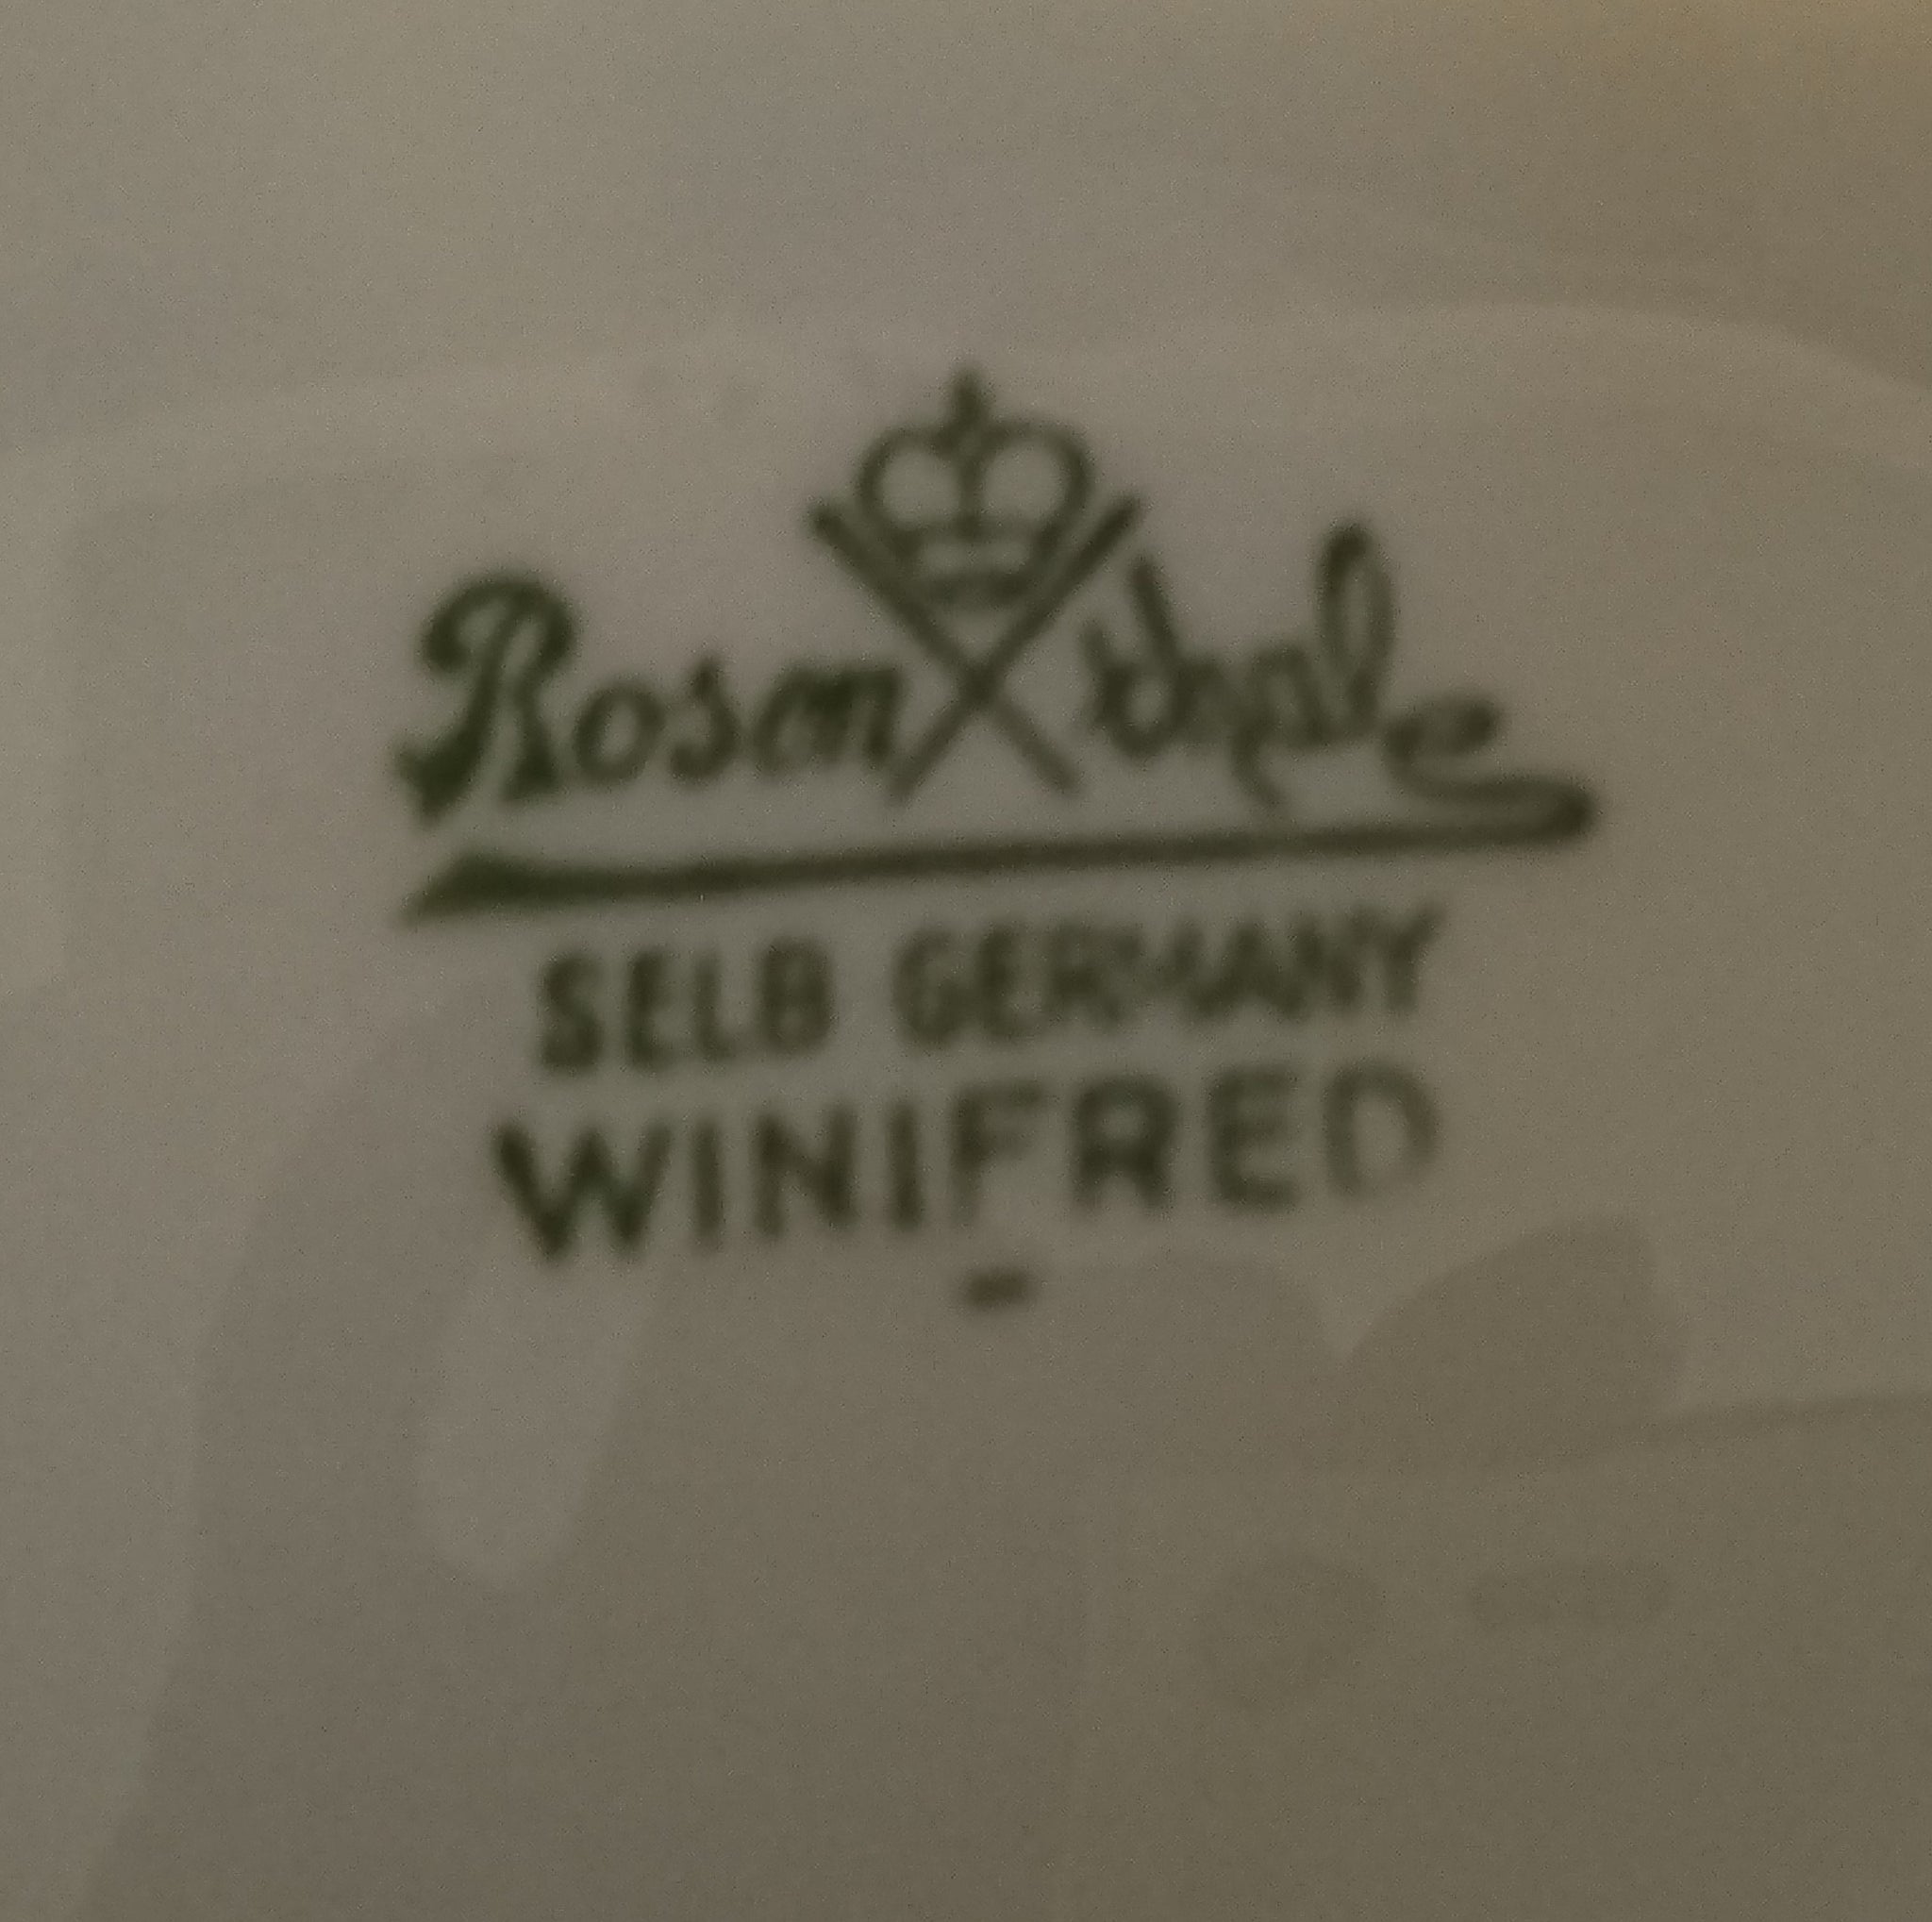 Rosenthal
SELB GERMANY
WINIFRED